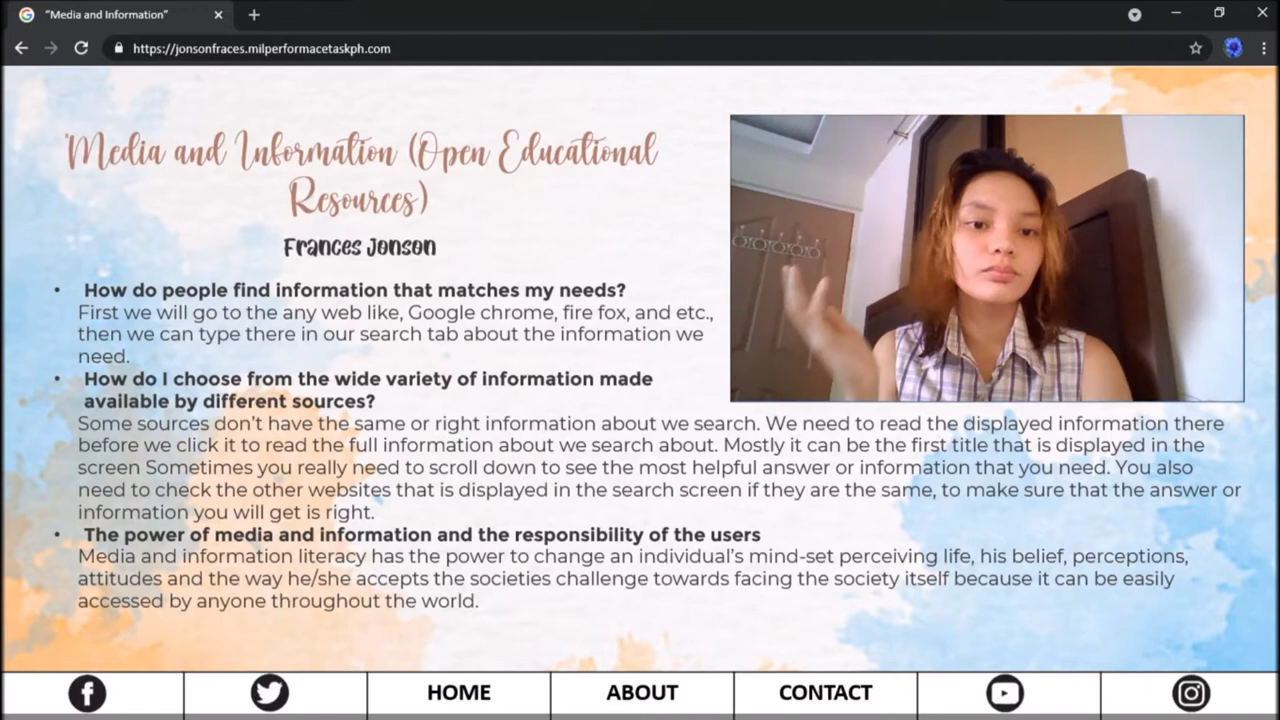 “Media and Information”
https://jonsonfraces.milperformacetaskph.com
"Media and Information (Open Educational
Resources)
Frances Jonson
• How do people find information that matches my needs?
First we will go to the any web like, Google chrome, fire fox, and etc.,
then we can type there in our search tab about the information we
need.
• How do I choose from the wide variety of information made
available by different sources?
Some sources don't have the same or right information about we search. We need to read the displayed information there
before we click it to read the full information about we search about. Mostly it can be the first title that is displayed in the
screen Sometimes you really need to scroll down to see the most helpful answer or information that you need. You also
need to check the other websites that is displayed in the search screen if they are the same, to make sure that the answer or
information you will get is right.
• The power of media and information and the responsibility of the users
Media and information literacy has the power to change an individual's mind-set perceiving life, his belief, perceptions,
attitudes and the way he/she accepts the societies challenge towards facing the society itself because it can be easily
accessed by anyone throughout the world.
HOME
ABOUT
CONTACT